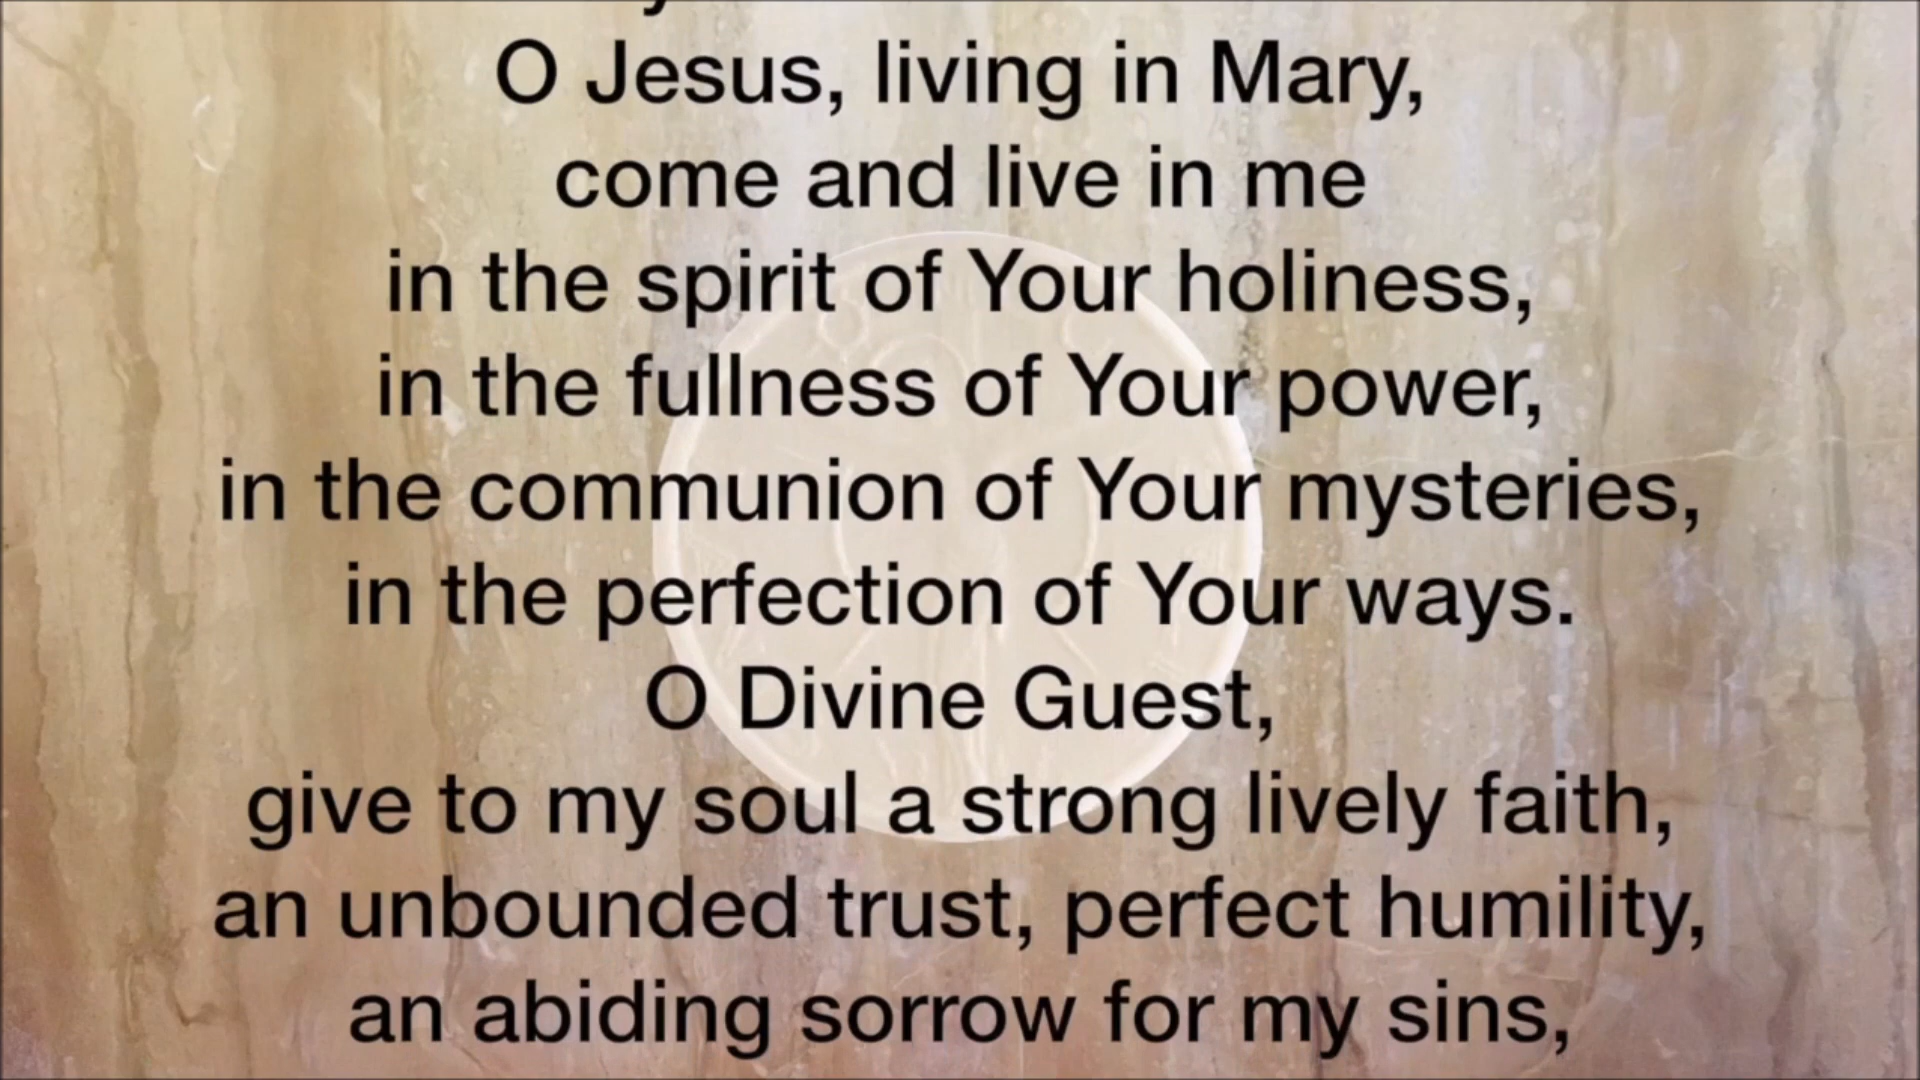 O Jesus, living in Mary,
come and live in me
in the spirit of Your holiness,
in the fullness of Your power,
in the communion of Your mysteries,
in the perfection of Your ways.
O Divine Guest,
give to my soul a strong lively faith,
an unbounded trust, perfect humility,
an abiding sorrow for my sins,